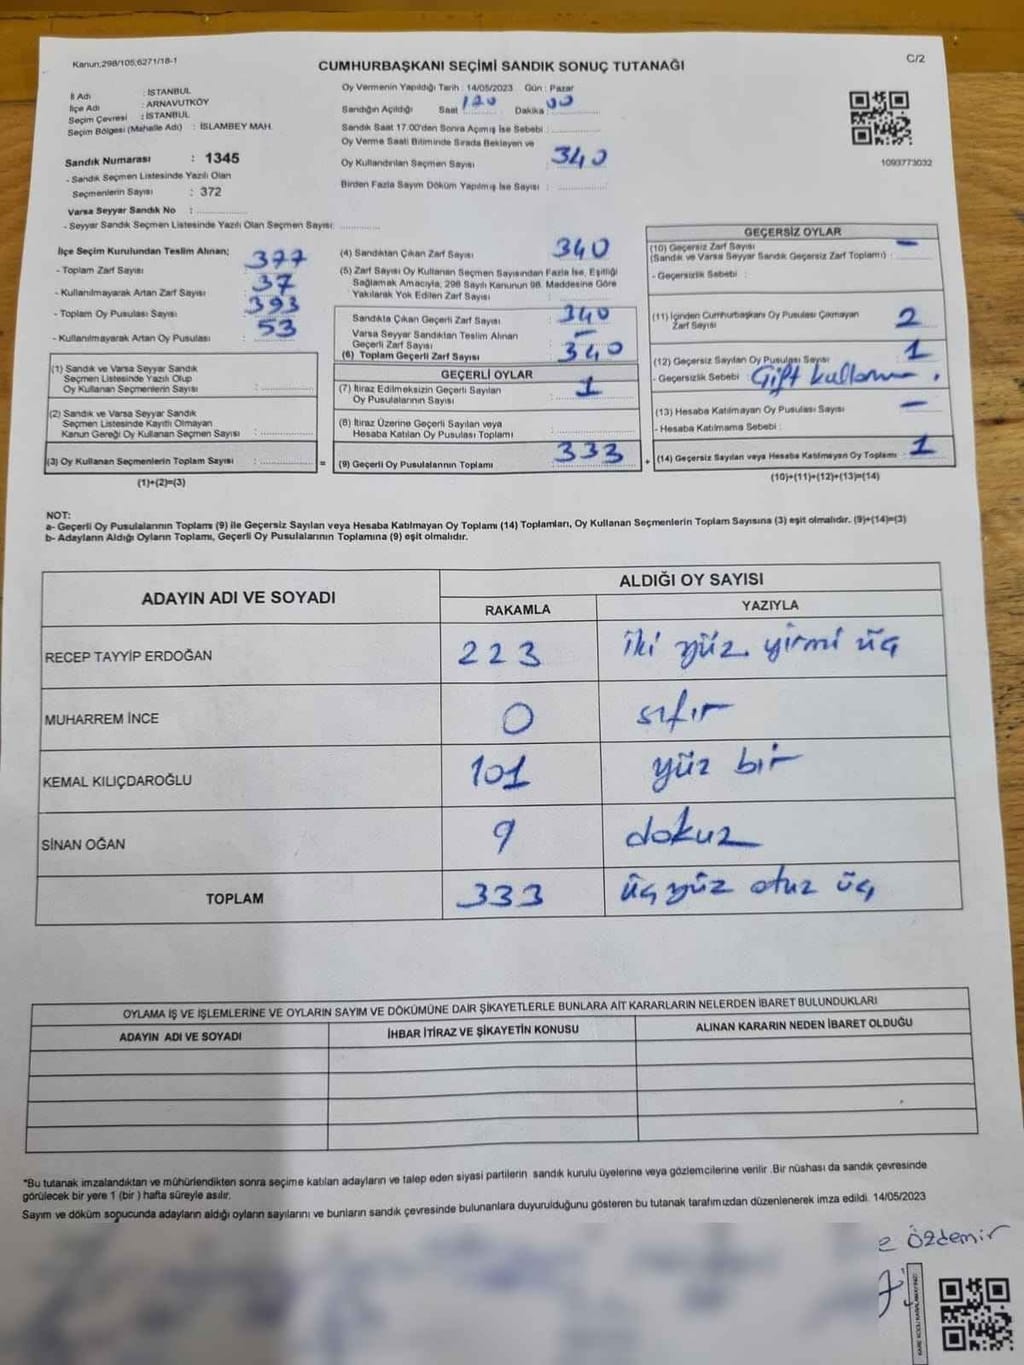 Kanun;298/105;6271/18-1
C/2
CUMHURBAŞKANI SEÇİMİ SANDIK SONUÇ TUTANAĞI
İl Adı : İSTANBUL
İlçe Adı : ARNAVUTKÖY
Seçim Çevresi : İSTANBUL
Seçim Bölgesi (Mahalle Adı) : İSLAMBEY MAH.
Sandık Numarası : 1345
- Sandık Seçmen Listesinde Yazılı Olan
Seçmenlerin Sayısı : 372
Varsa Seyyar Sandık No :
- Seyyar Sandık Seçmen Listesinde Yazılı Olan Seçmen Sayısı:
Oy Vermenin Yapıldığı Tarih : 14/05/2023 Gün : Pazar
Sandığın Açıldığı Saat Dakika 00
Sandık Saat 17.00'den Sonra Açmış İse Sebebi :
Oy Verme Saati Bitiminde Sırada Bekleyen ve
Oy Kullandırılan Seçmen Sayısı : 340
Birden Fazla Sayım Döküm Yapılmış İse Sayısı :
1093773032
İlçe Seçim Kurulundan Teslim Alınan;
- Toplam Zarf Sayısı : 377
- Kullanılmayarak Artan Zarf Sayısı : 37
- Toplam Oy Pusulası Sayısı : 393
- Kullanılmayarak Artan Oy Pusulası : 53
(1) Sandık ve Varsa Seyyar Sandık
Seçmen Listesinde Yazılı Olup
Oy Kullanan Seçmenlerin Sayısı :
(2) Sandık ve Varsa Seyyar Sandık
Seçmen Listesinde Kayıtlı Olmayan
Kanun Gereği Oy Kullanan Seçmen Sayısı :
(3) Oy Kullanan Seçmenlerin Toplam Sayısı :
(1)+(2)=(3)
(4) Sandıktan Çıkan Zarf Sayısı : 340
(5) Zarf Sayısı Oy Kullanan Seçmen Sayısından Fazla İse, Eşitliği
Sağlamak Amacıyla, 298 Sayılı Kanunun 98. Maddesine Göre
Yakılarak Yok Edilen Zarf Sayısı :
Sandıkta Çıkan Geçerli Zarf Sayısı : 340
Varsa Seyyar Sandıktan Teslim Alınan
Geçerli Zarf Sayısı : -
(6) Toplam Geçerli Zarf Sayısı : 340
GEÇERLİ OYLAR
(7) İtiraz Edilmeksizin Geçerli Sayılan
Oy Pusulalarının Sayısı : 1
(8) İtiraz Üzerine Geçerli Sayılan veya
Hesaba Katılan Oy Pusulası Toplamı :
= (9) Geçerli Oy Pusulalarının Toplamı : 333
GEÇERSİZ OYLAR
(10) Geçersiz Zarf Sayısı
(Sandık ve Varsa Seyyar Sandık Geçersiz Zarf Toplamı) : -
- Geçersizlik Sebebi :
(11) İçinden Cumhurbaşkanı Oy Pusulası Çıkmayan
Zarf Sayısı : 2
(12) Geçersiz Sayılan Oy Pusulası Sayısı : 1
- Geçersizlik Sebebi : Çift
(13) Hesaba Katılmayan Oy Pusulası Sayısı : -
- Hesaba Katılmama Sebebi :
+ (14) Geçersiz Sayılan veya Hesaba Katılmayan Oy Toplamı : 1
(10)+(11)+(12)+(13)=(14)
NOT:
a- Geçerli Oy Pusulalarının Toplamı (9) ile Geçersiz Sayılan veya Hesaba Katılmayan Oy Toplamı (14) Toplamları, Oy Kullanan Seçmenlerin Toplam Sayısına (3) eşit olmalıdır. (9)+(14)=(3)
b- Adayların Aldığı Oyların Toplamı, Geçerli Oy Pusulalarının Toplamına (9) eşit olmalıdır.
ADAYIN ADI VE SOYADI ALDIĞI OY SAYISI
RAKAMLA YAZIYLA
RECEP TAYYİP ERDOĞAN 223 iki yüz yirmi üç
MUHARREM İNCE 0 sıfır
KEMAL KILIÇDAROĞLU 101 yüz bir
SİNAN OĞAN 9 dokuz
TOPLAM 333 üç yüz otuz üç
OYLAMA İŞ VE İŞLEMLERİNE VE OYLARIN SAYIM VE DÖKÜMÜNE DAİR ŞİKAYETLERLE BUNLARA AİT KARARLARIN NELERDEN İBARET BULUNDUKLARI
ADAYIN ADI VE SOYADI İHBAR İTİRAZ VE ŞİKAYETİN KONUSU ALINAN KARARIN NEDEN İBARET OLDUĞU
*Bu tutanak imzalandıktan ve mühürlendikten sonra seçime katılan adayların ve talep eden siyasi partilerin sandık kurulu üyelerine veya gözlemcilerine verilir .Bir nüshası da sandık çevresinde
görülecek bir yere 1 (bir ) hafta süreyle asılır.
Sayım ve döküm sonucunda adayların aldığı oyların sayılarını ve bunların sandık çevresinde bulunanlara duyurulduğunu gösteren bu tutanak tarafımızdan düzenlenerek imza edildi. 14/05/2023
e Özdemir